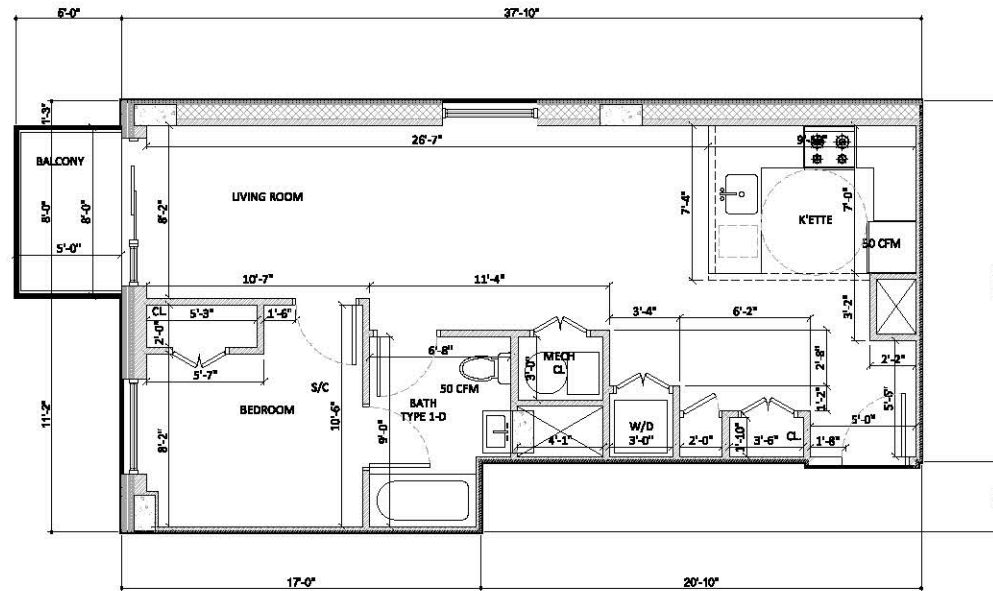 6'-0"
37'-10"
1'-3"
BALCONY
8'-0"
8'-0"
5'-0"
26'-7"
LIVING ROOM
8'-2"
7'-4"
7'-0"
K'ETTE
50 CFM
10'-7"
11'-4"
CL
5'-3"
1'-6"
2'-0"
5'-7"
3'-4"
6'-2"
3'-2"
2'-2"
6'-8"
MECH
CL
3'-0"
2'-8"
1'-2"
S/C
50 CFM
BEDROOM
BATH
TYPE 1-D
10'-6"
9'-0"
8'-2"
11'-2"
4'-1"
W/D
3'-0"
2'-0"
1'-10"
3'-6"
CL
1'-8"
5'-0"
5'-6"
17'-0"
20'-10"